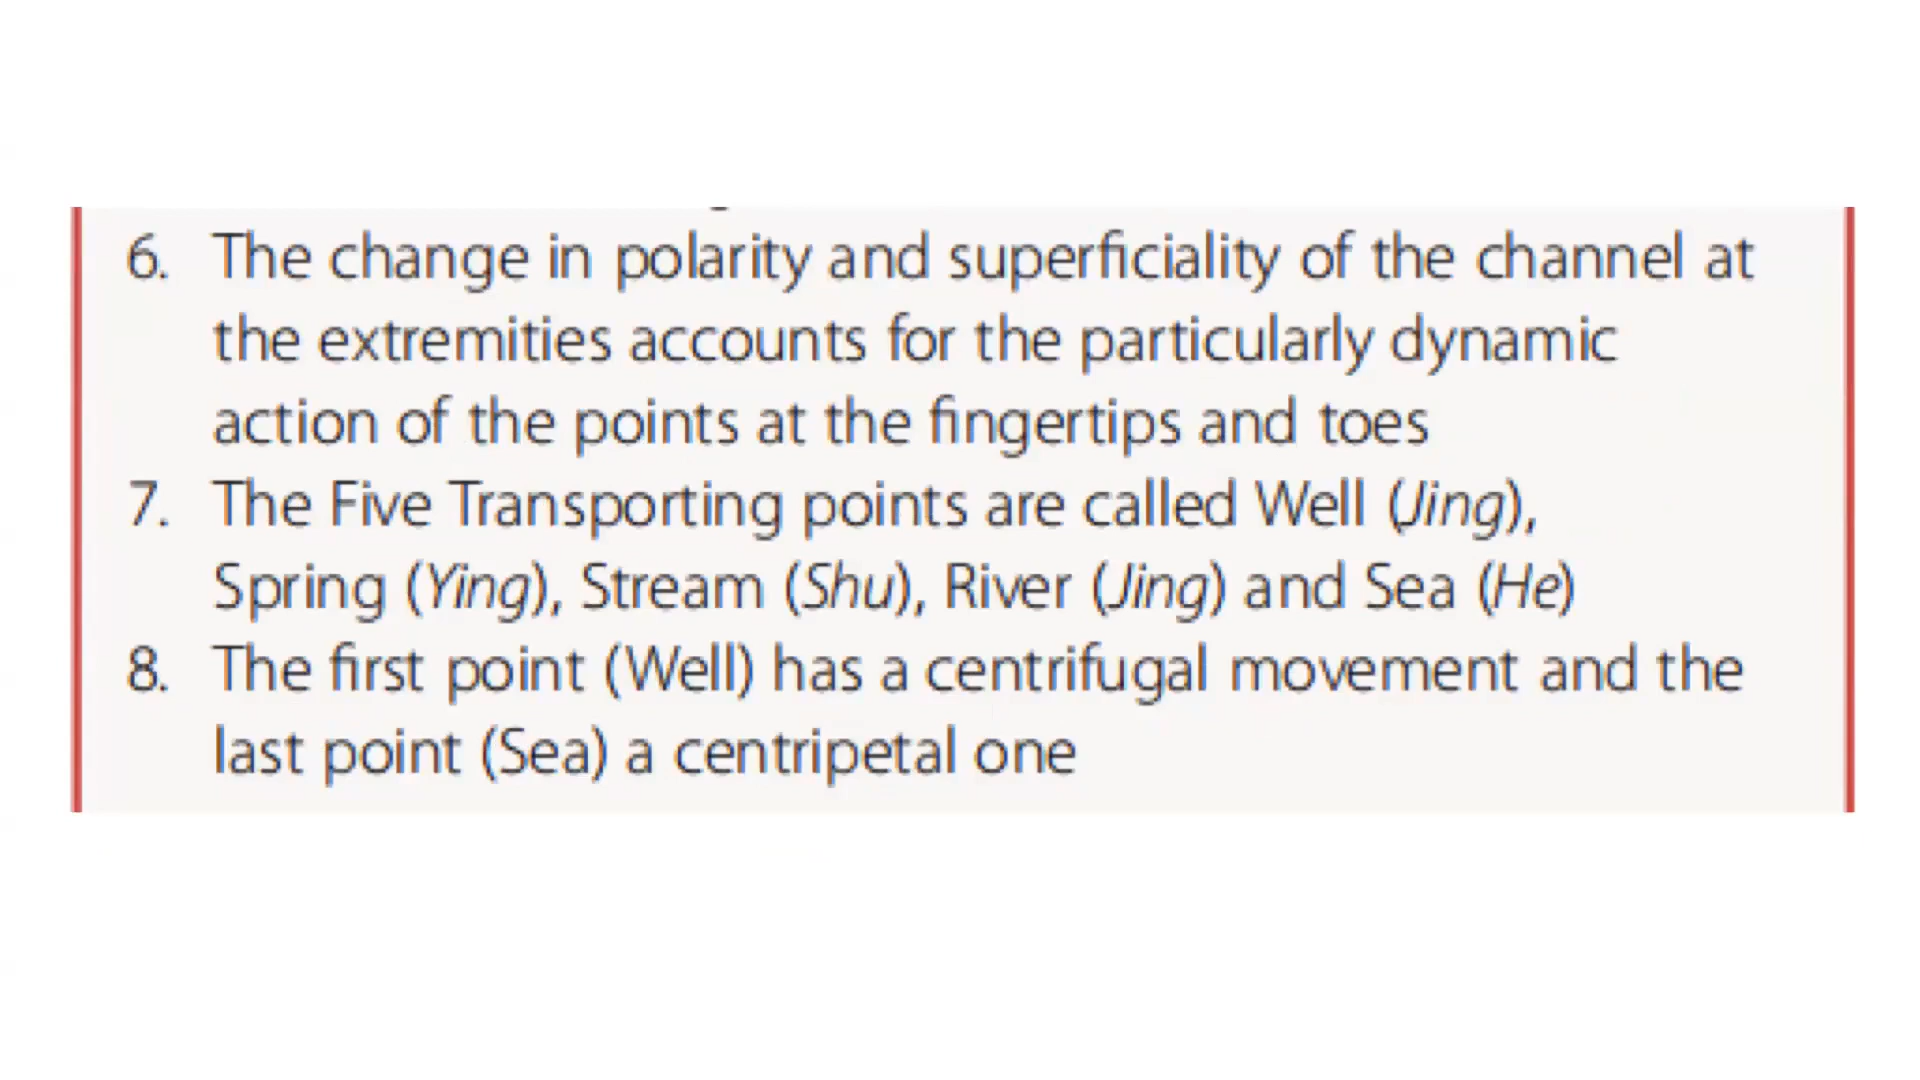 6. The change in polarity and superficiality of the channel at
the extremities accounts for the particularly dynamic
action of the points at the fingertips and toes
7. The Five Transporting points are called Well (Jing),
Spring (Ying), Stream (Shu), River (Jing) and Sea (He)
8. The first point (Well) has a centrifugal movement and the
last point (Sea) a centripetal one